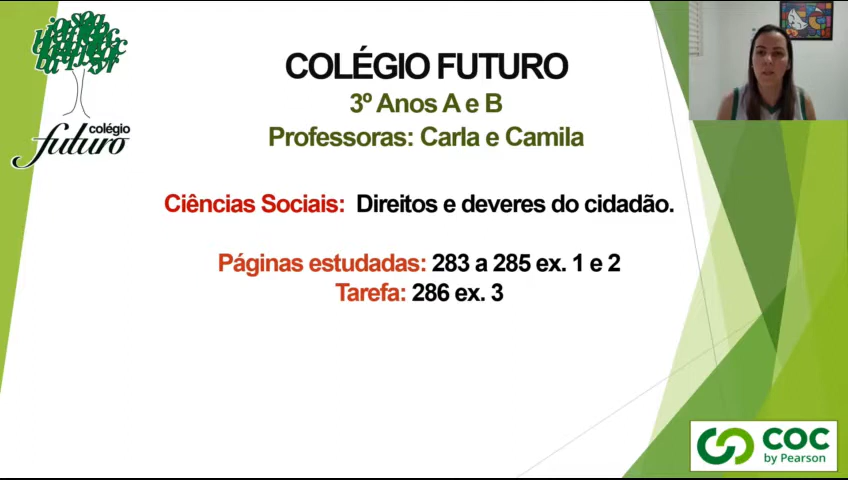 COLÉGIO FUTURO
3º Anos A e B
Professoras: Carla e Camila
colégio
futuro
Ciências Sociais: Direitos e deveres do cidadão.
Páginas estudadas: 283 a 285 ex. 1 e 2
Tarefa: 286 ex. 3
COC
by Pearson